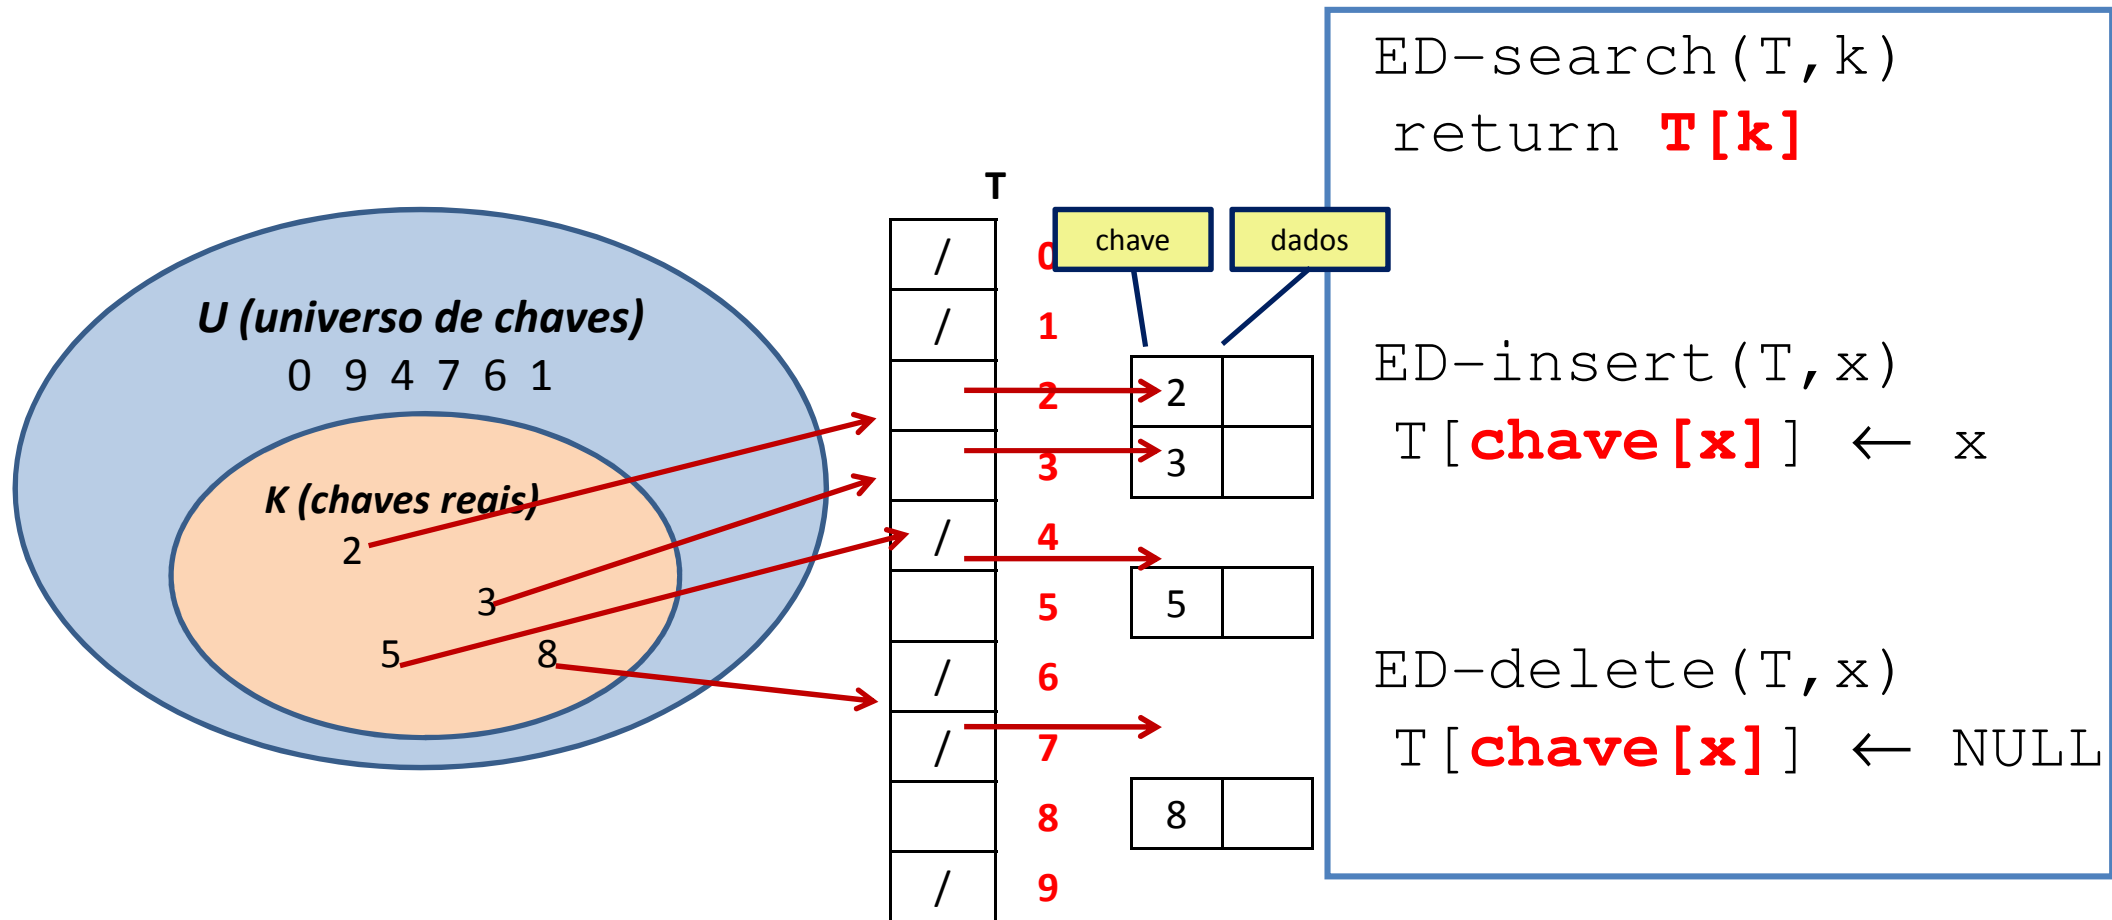 U (universo de chaves)
0 9 4 7 6 1
K (chaves reais)
2
3
5
8
T
/ 0
/ 1
2
3
/ 4
5
/ 6
/ 7
8
/ 9
chave
dados
2
3
5
8
ED-search(T,k)
return T[k]
ED-insert(T,x)
T[chave[x]] ← x
ED-delete(T,x)
T[chave[x]] ← NULL